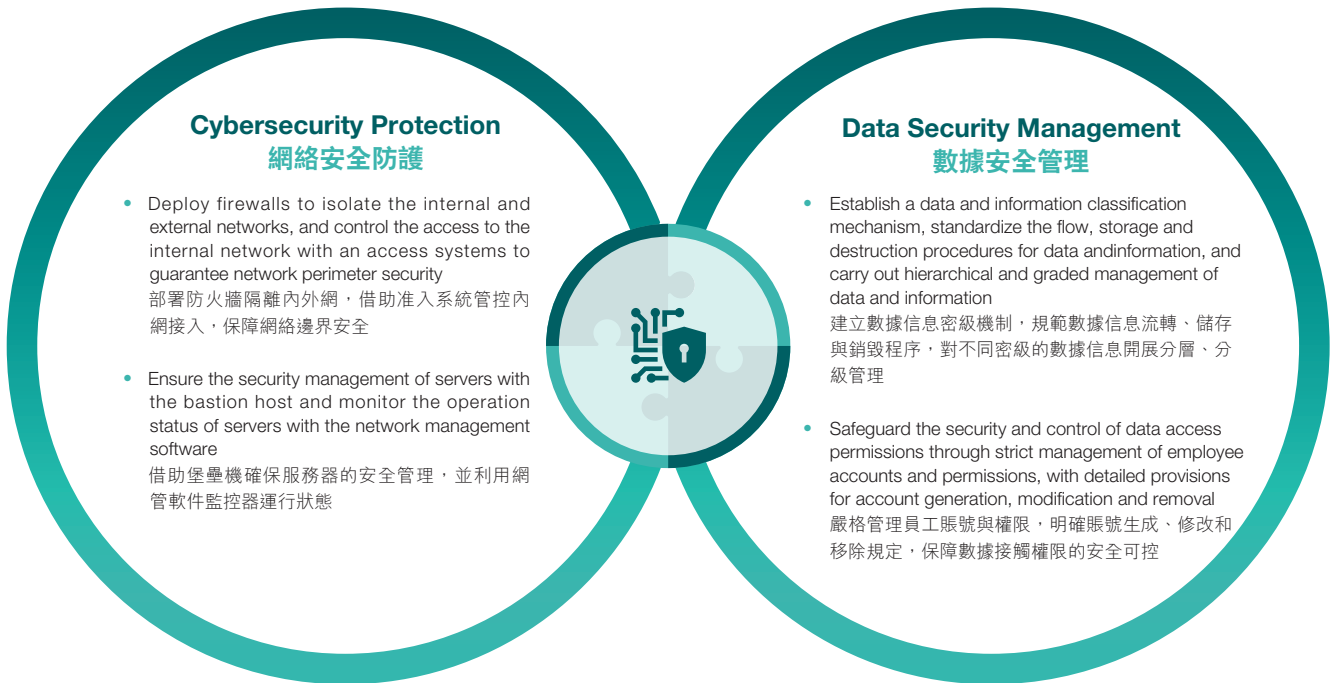 Cybersecurity Protection
網絡安全防護
• Deploy firewalls to isolate the internal and
external networks, and control the access to the
internal network with an access systems to
guarantee network perimeter security
部署防火牆隔離內外網，借助准入系統管控內
網接入，保障網絡邊界安全
• Ensure the security management of servers with
the bastion host and monitor the operation
status of servers with the network management
software
借助堡壘機確保服務器的安全管理，並利用網
管軟件監控器運行狀態
Data Security Management
數據安全管理
• Establish a data and information classification
mechanism, standardize the flow, storage and
destruction procedures for data andinformation, and
carry out hierarchical and graded management of
data and information
建立數據信息密級機制，規範數據信息流轉、儲存
與銷毀程序，對不同密級的數據信息開展分層、分
級管理
• Safeguard the security and control of data access
permissions through strict management of employee
accounts and permissions, with detailed provisions
for account generation, modification and removal
嚴格管理員工賬號與權限，明確賬號生成、修改和
移除規定，保障數據接觸權限的安全可控